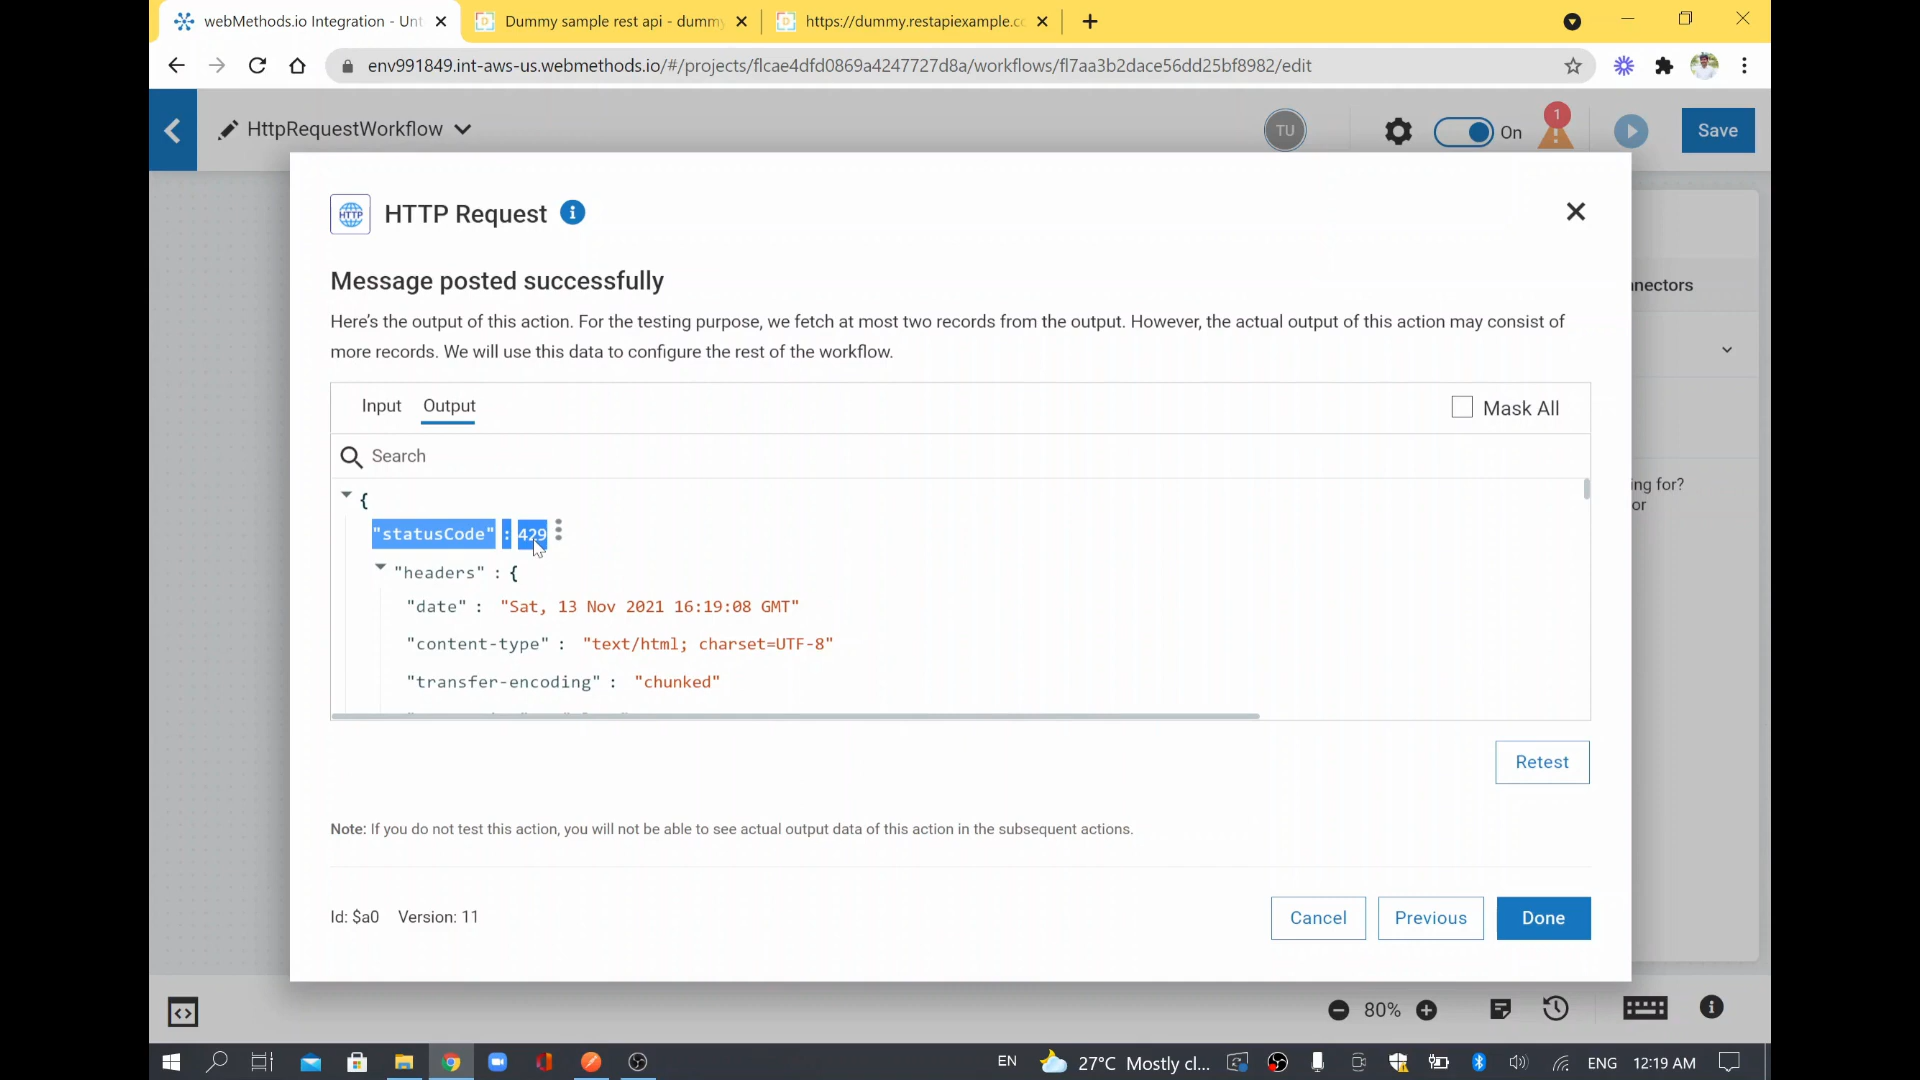 webMethods.io Integration - Unt
Dummy sample rest api - dummy
https://dummy.restapiexample.co
env991849.int-aws-us.webmethods.io/#/projects/flcae4dfd0869a4247727d8a/workflows/fl7aa3b2dace56dd25bf8982/edit
HttpRequestWorkflow
TU
On
1
Save
HTTP
HTTP Request
Message posted successfully
Here's the output of this action. For the testing purpose, we fetch at most two records from the output. However, the actual output of this action may consist of
more records. We will use this data to configure the rest of the workflow.
nnectors
Input Output
Mask All
Search
ing for?
or
{
"statusCode" : 429
"headers" : {
"date" : "Sat, 13 Nov 2021 16:19:08 GMT"
"content-type" : "text/html; charset=UTF-8"
"transfer-encoding" : "chunked"
Retest
Note: If you do not test this action, you will not be able to see actual output data of this action in the subsequent actions.
Id: $a0 Version: 11
Cancel Previous Done
80%
EN
27°C Mostly cl...
ENG 12:19 AM